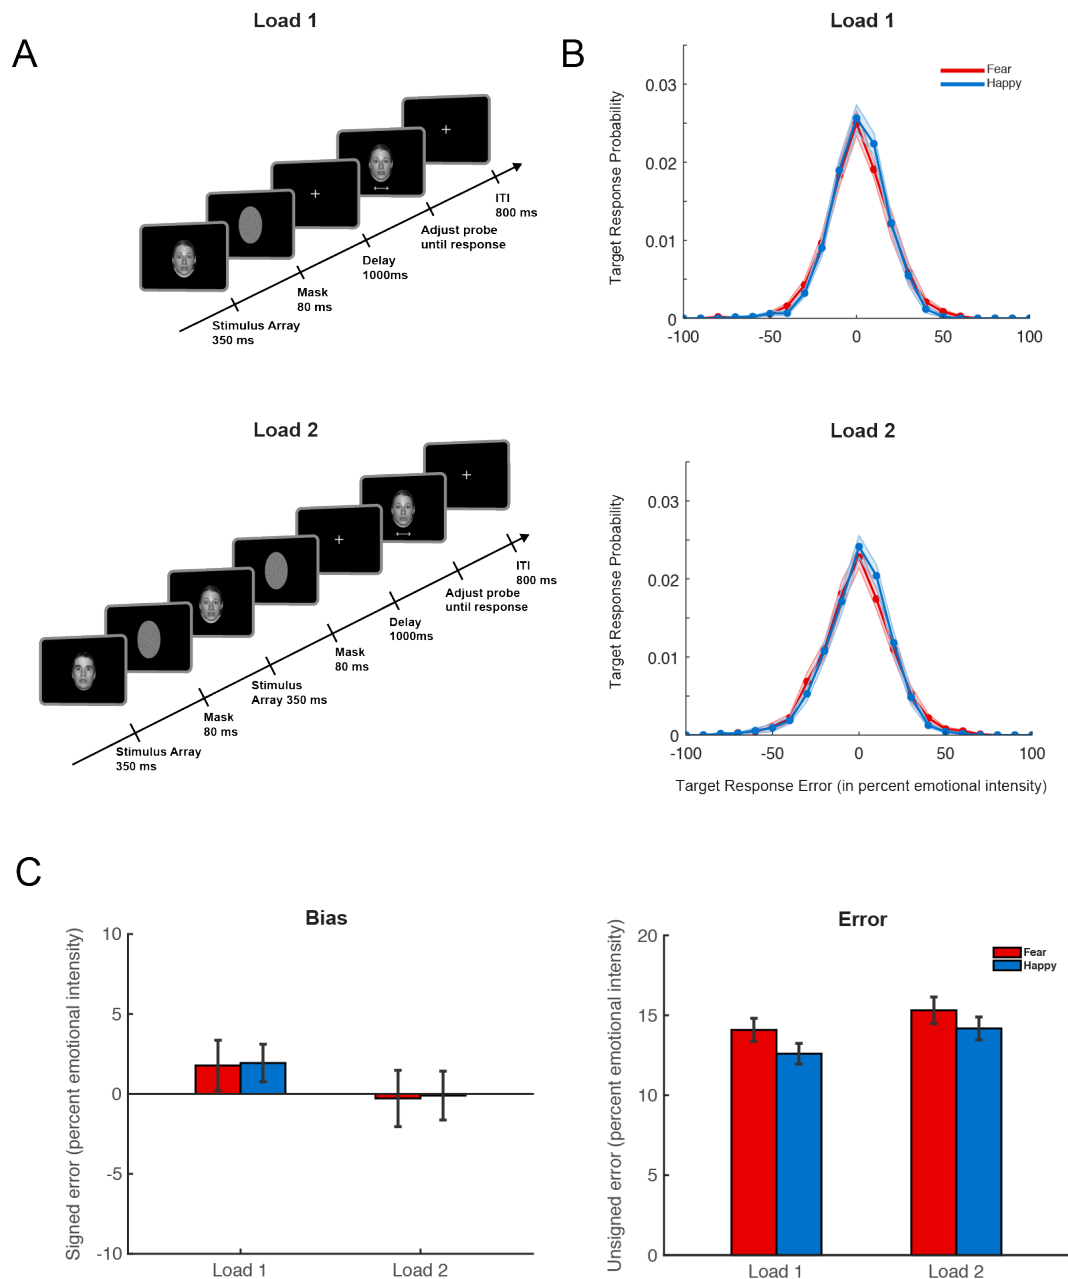 Load 1
A
Stimulus Array
350 ms
Mask
80 ms
Delay
1000ms
Adjust probe
until response
ITI
800 ms
Load 2
Stimulus Array
350 ms
Mask
80 ms
Stimulus
Array 350 ms
Mask
80 ms
Delay
1000ms
Adjust probe
until response
ITI
800 ms
B
Load 1
Target Response Probability
0.03
0.02
0.01
0
-100
-50
0
50
100
Fear
Happy
Load 2
Target Response Probability
0.03
0.02
0.01
0
-100
-50
0
50
100
Target Response Error (in percent emotional intensity)
C
Bias
Signed error (percent emotional intensity)
10
5
0
-5
-10
Load 1
Load 2
Error
Unsigned error (percent emotional intensity)
20
15
10
5
0
Load 1
Load 2
Fear
Happy